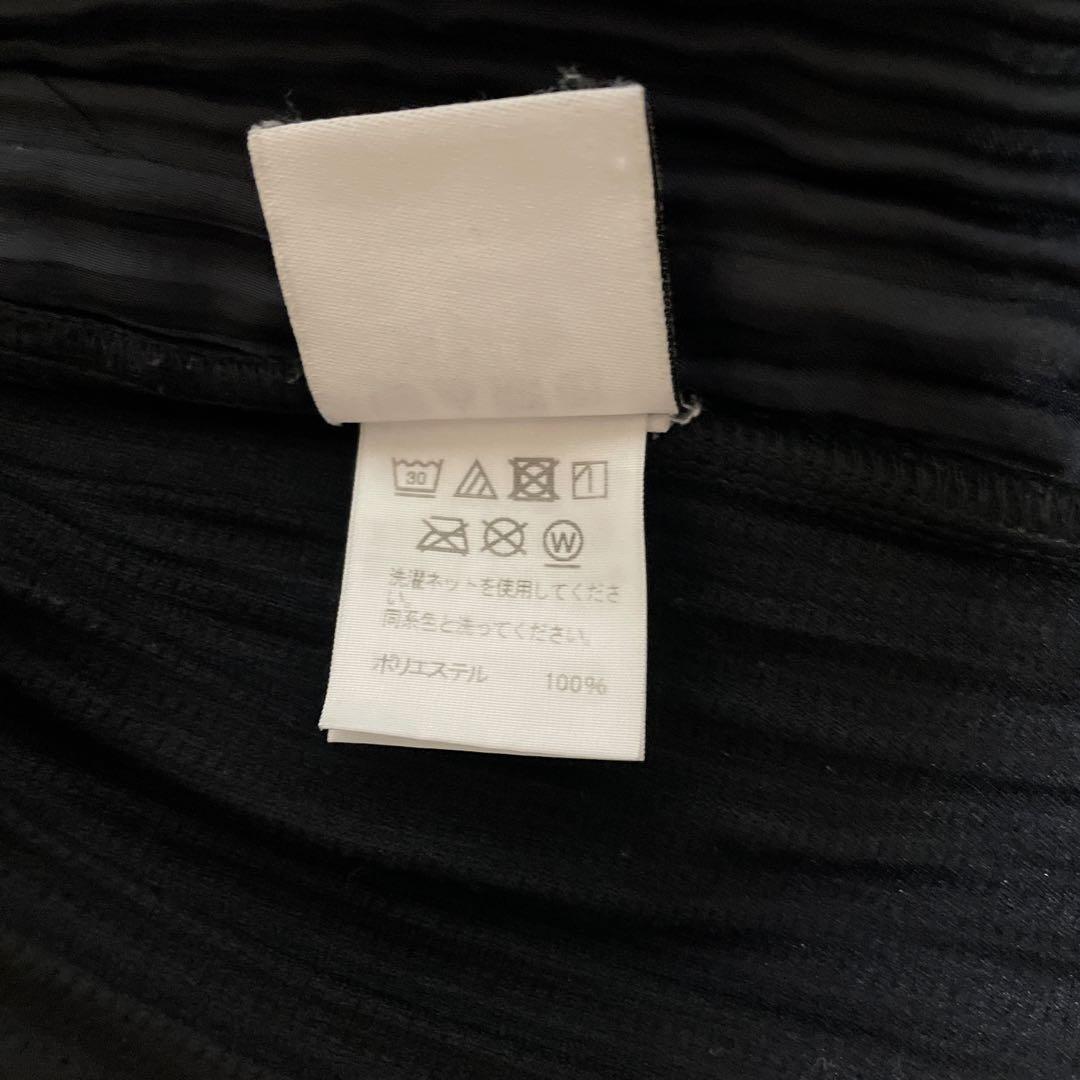 30
W
洗濯ネットを使用してくださ
い。
同系色と洗ってください。
ポリエステル 100%